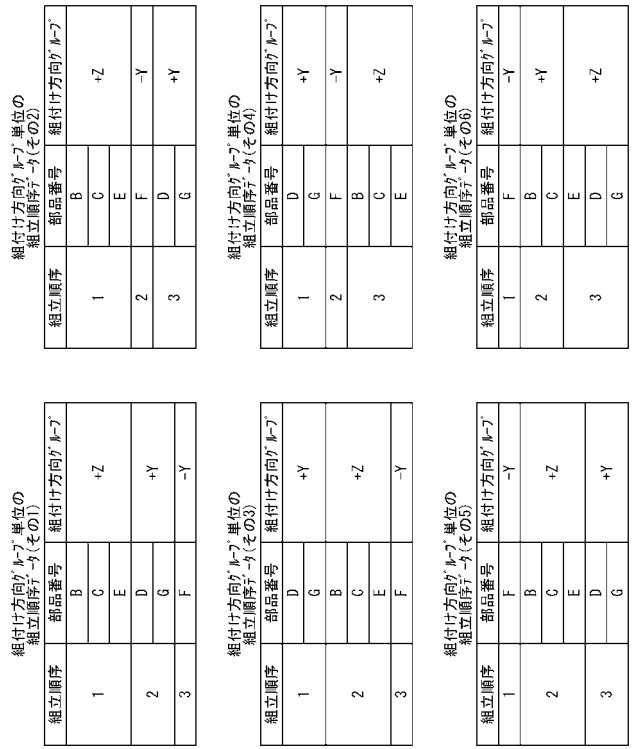 組付け方向ｸﾞﾙｰﾌﾟ単位の
組立順序ﾃﾞｰﾀ(その1)
組立順序 部品番号 組付け方向ｸﾞﾙｰﾌﾟ
B
1 C +Z
E
2 D +Y
G
3 F -Y
組付け方向ｸﾞﾙｰﾌﾟ単位の
組立順序ﾃﾞｰﾀ(その2)
組立順序 部品番号 組付け方向ｸﾞﾙｰﾌﾟ
B
1 C +Z
E
2 F -Y
3 D +Y
G
組付け方向ｸﾞﾙｰﾌﾟ単位の
組立順序ﾃﾞｰﾀ(その3)
組立順序 部品番号 組付け方向ｸﾞﾙｰﾌﾟ
1 D +Y
G
B
2 C +Z
E
3 F -Y
組付け方向ｸﾞﾙｰﾌﾟ単位の
組立順序ﾃﾞｰﾀ(その4)
組立順序 部品番号 組付け方向ｸﾞﾙｰﾌﾟ
1 D +Y
G
2 F -Y
B
3 C +Z
E
組付け方向ｸﾞﾙｰﾌﾟ単位の
組立順序ﾃﾞｰﾀ(その5)
組立順序 部品番号 組付け方向ｸﾞﾙｰﾌﾟ
1 F -Y
B
2 C +Z
E
3 D +Y
G
組付け方向ｸﾞﾙｰﾌﾟ単位の
組立順序ﾃﾞｰﾀ(その6)
組立順序 部品番号 組付け方向ｸﾞﾙｰﾌﾟ
1 F -Y
2 B +Y
C
E
3 D +Z
G